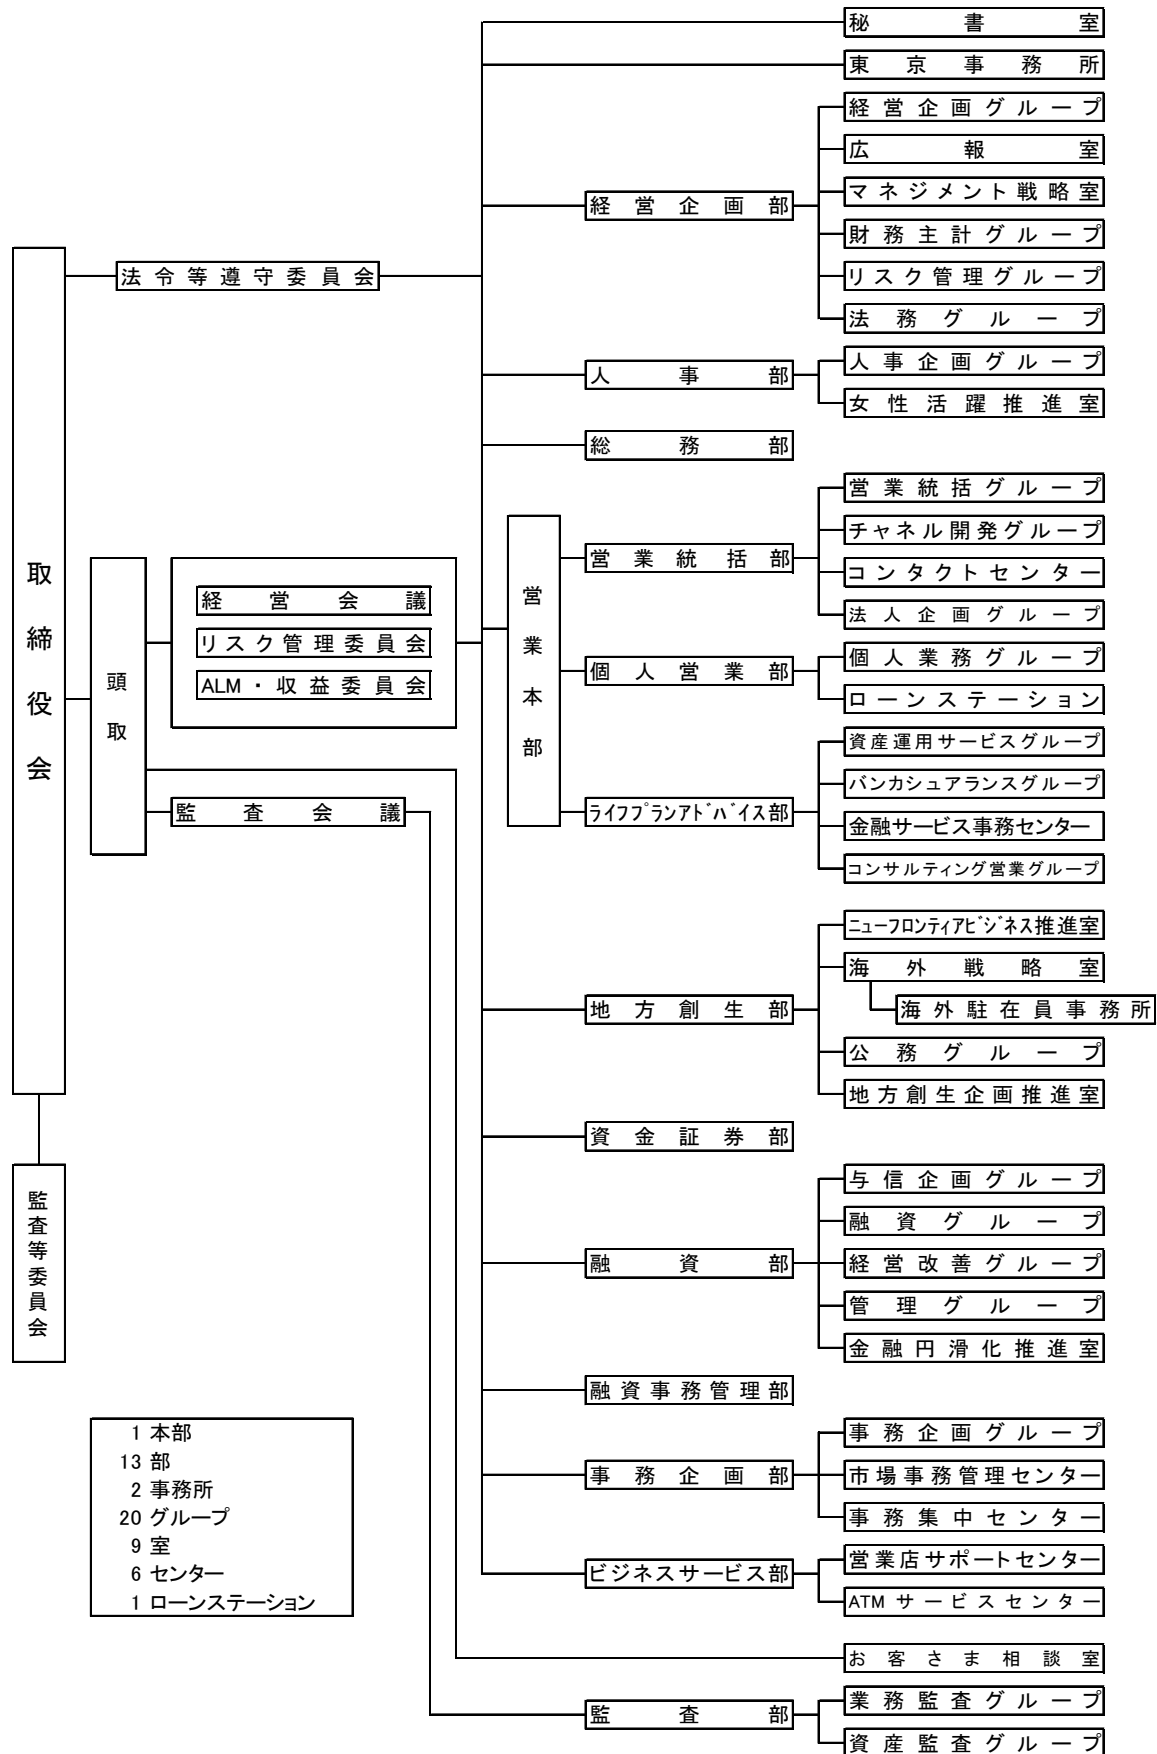 秘書室
東京事務所
経営企画グループ
広報室
マネジメント戦略室
経営企画部
財務主計グループ
法令等遵守委員会
リスク管理グループ
法務グループ
人事企画グループ
人事部
女性活躍推進室
総務部
営業統括グループ
チャネル開発グループ
営業統括部
コンタクトセンター
法人企画グループ
取締役会
頭取
経営会議
リスク管理委員会
ALM・収益委員会
営業本部
個人業務グループ
個人営業部
ローンステーション
資産運用サービスグループ
バンカシュアランスグループ
監査会議
ライフプランアドバイス部
金融サービス事務センター
コンサルティング営業グループ
ニューフロンティアビジネス推進室
海外戦略室
海外駐在員事務所
地方創生部
公務グループ
地方創生企画推進室
資金証券部
監査等委員会
与信企画グループ
融資グループ
融資部
経営改善グループ
管理グループ
金融円滑化推進室
融資事務管理部
事務企画グループ
事務企画部
市場事務管理センター
事務集中センター
営業店サポートセンター
ビジネスサービス部
ATMサービスセンター
1 本部
13 部
2 事務所
20 グループ
9 室
6 センター
1 ローンステーション
お客さま相談室
業務監査グループ
監査部
資産監査グループ